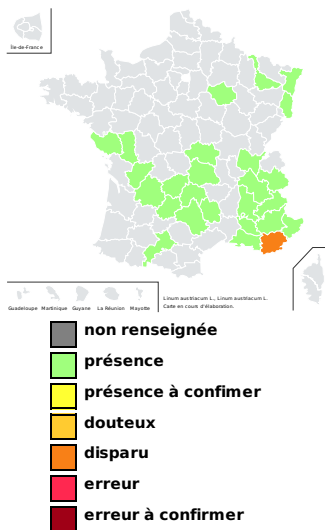 Île-de-France
Guadeloupe Martinique Guyane La Réunion Mayotte
Linum austriacum L., Linum austriacum L.
Carte en cours d'élaboration.
non renseignée
présence
présence à confimer
douteux
disparu
erreur
erreur à confirmer